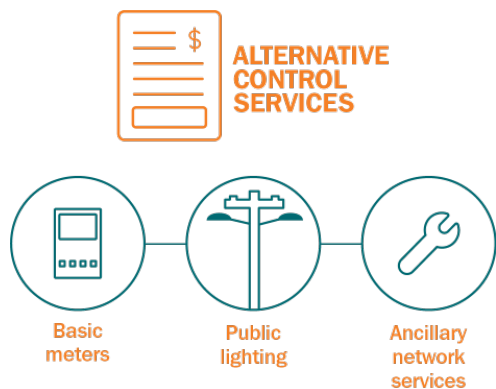 $
ALTERNATIVE
CONTROL
SERVICES
Basic
meters
Public
lighting
Ancillary
network
services